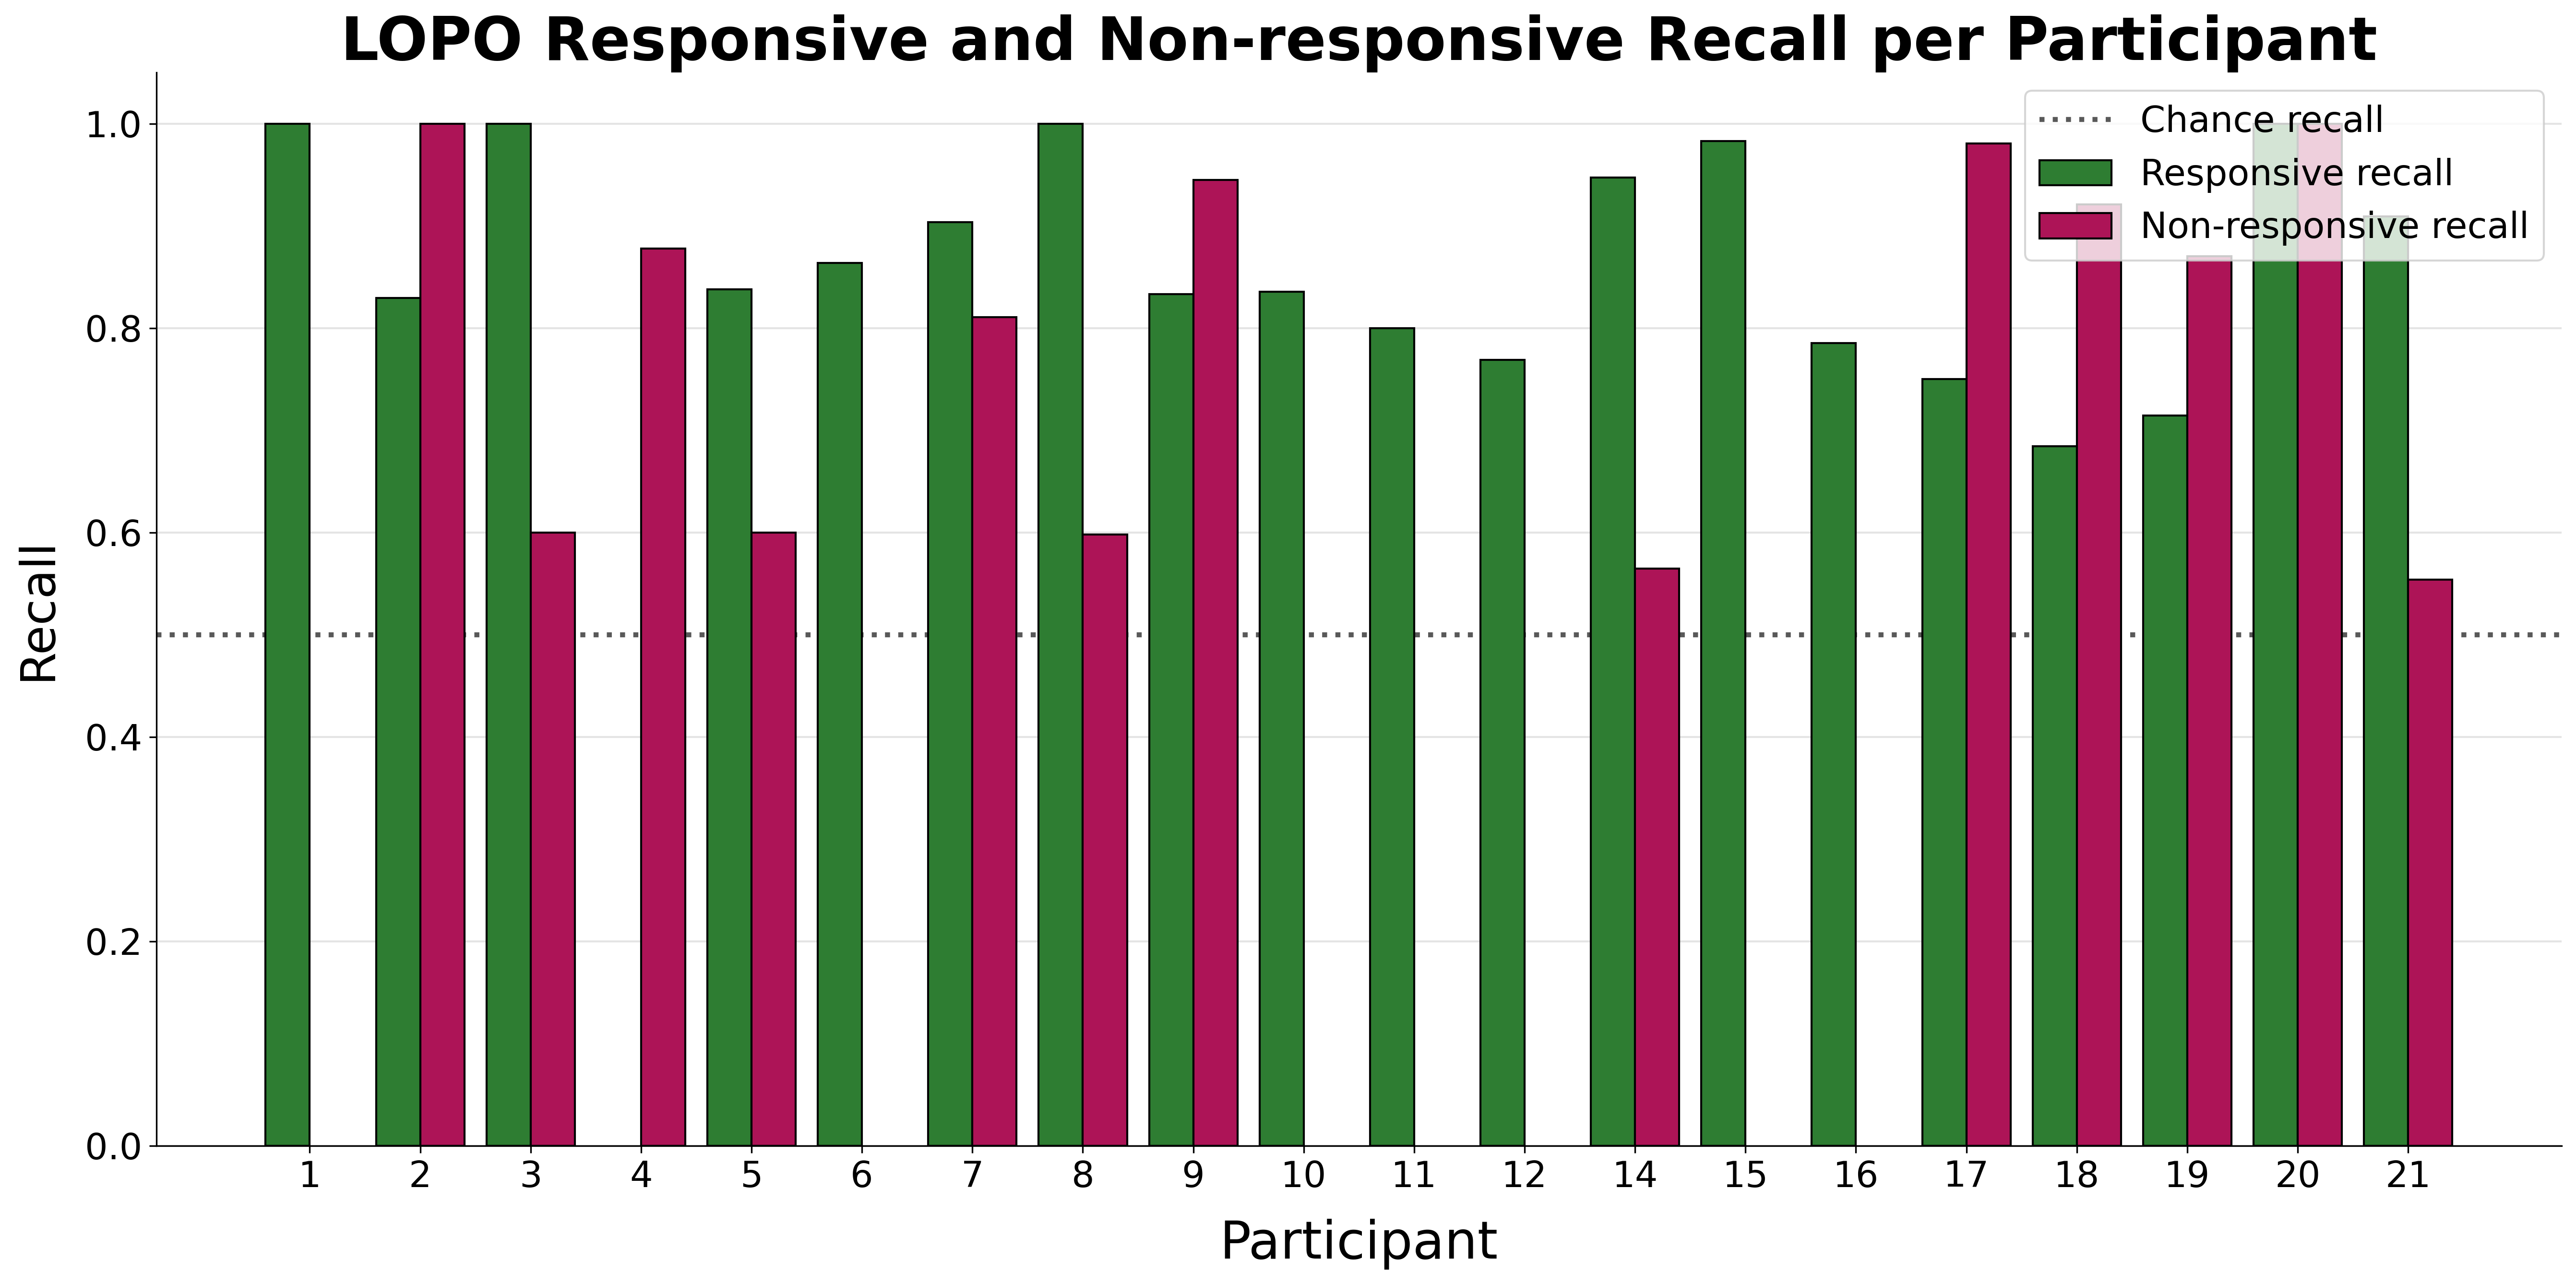 LOPO Responsive and Non-responsive Recall per Participant
Chance recall
Responsive recall
Non-responsive recall
Recall
1.0
0.8
0.6
0.4
0.2
0.0
1 2 3 4 5 6 7 8 9 10 11 12 14 15 16 17 18 19 20 21
Participant